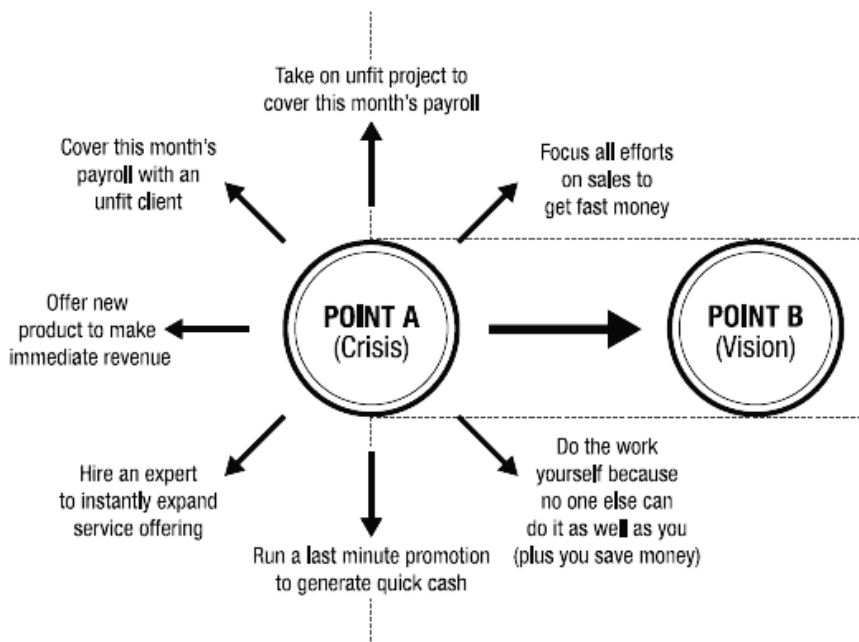 Take on unfit project to
cover this month's payroll
Cover this month's
payroll with an
unfit client
Focus all efforts
on sales to
get fast money
Offer new
product to make
immediate revenue
POINT A
(Crisis)
POINT B
(Vision)
Hire an expert
to instantly expand
service offering
Run a last minute promotion
to generate quick cash
Do the work
yourself because
no one else can
do it as well as you
(plus you save money)